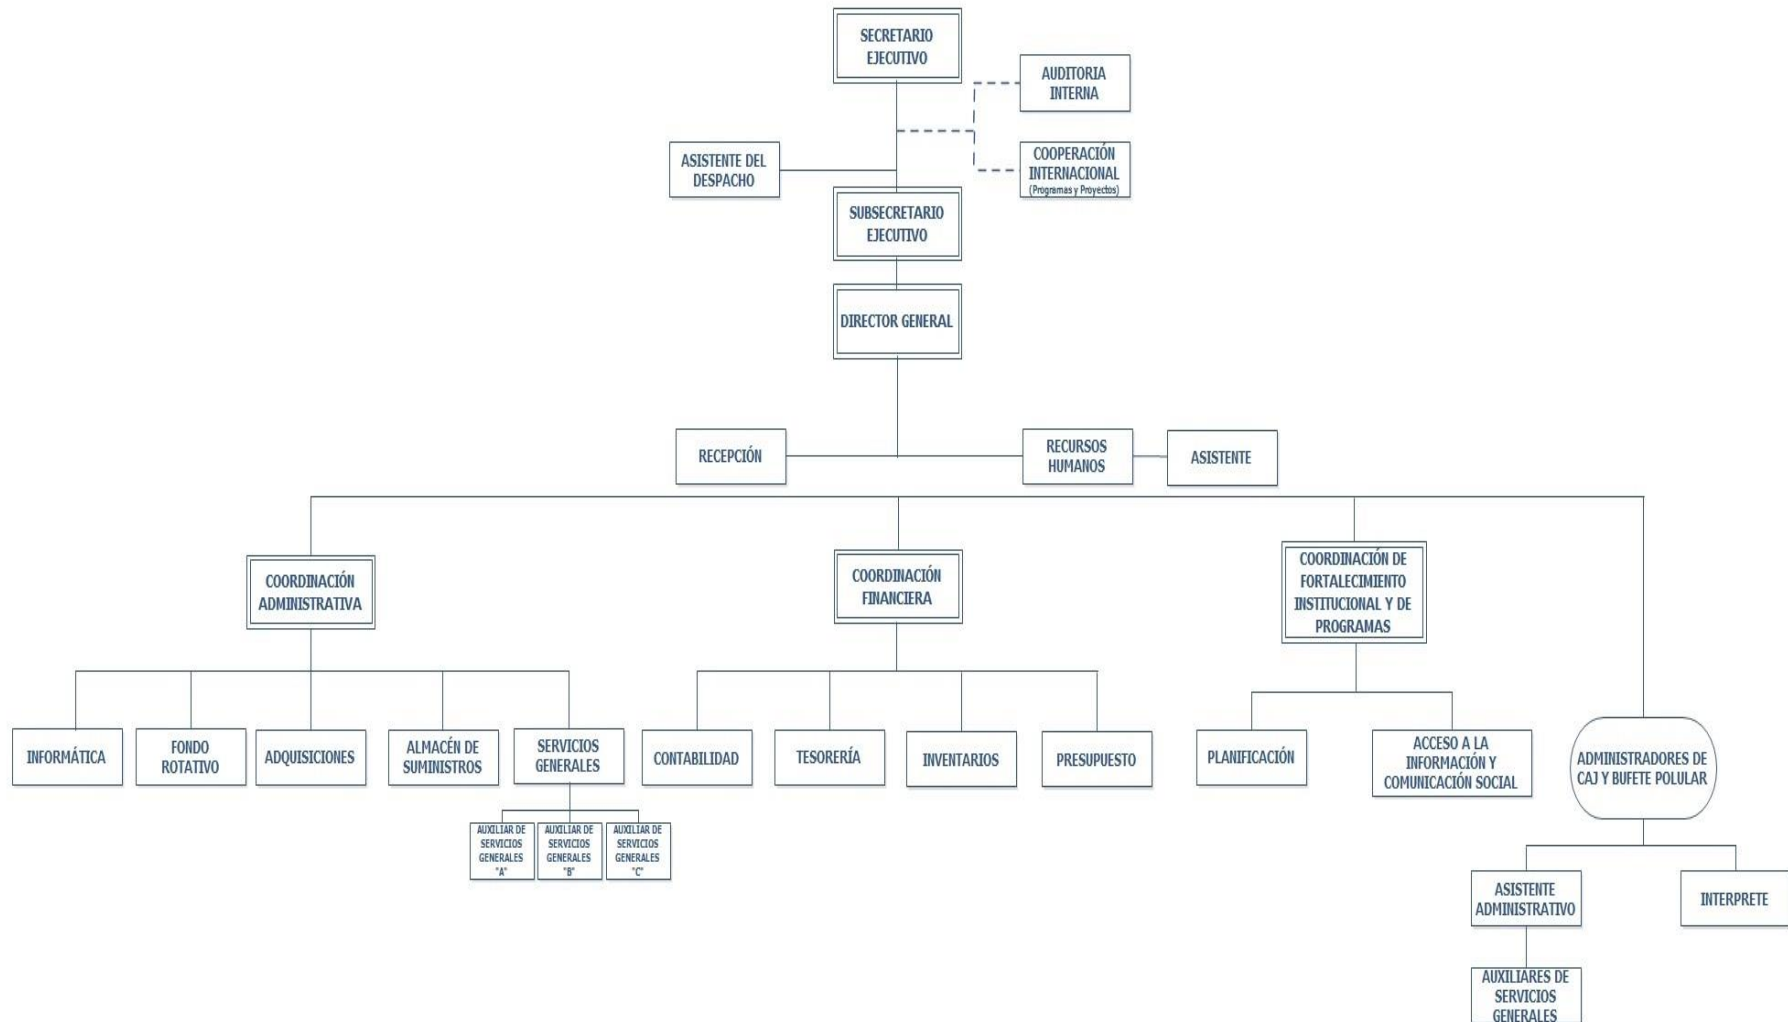 SECRETARIO
EJECUTIVO
AUDITORIA
INTERNA
ASISTENTE DEL
DESPACHO
COOPERACIÓN
INTERNACIONAL
(Programas y Proyectos)
SUBSECRETARIO
EJECUTIVO
DIRECTOR GENERAL
RECEPCIÓN
RECURSOS
HUMANOS
ASISTENTE
COORDINACIÓN
ADMINISTRATIVA
COORDINACIÓN
FINANCIERA
COORDINACIÓN DE
FORTALECIMIENTO
INSTITUCIONAL Y DE
PROGRAMAS
INFORMÁTICA
FONDO
ROTATIVO
ADQUISICIONES
ALMACÉN DE
SUMINISTROS
SERVICIOS
GENERALES
CONTABILIDAD
TESORERÍA
INVENTARIOS
PRESUPUESTO
PLANIFICACIÓN
ACCESO A LA
INFORMACIÓN Y
COMUNICACIÓN SOCIAL
ADMINISTRADORES DE
CAJ Y BUFETE POLULAR
AUXILIAR DE
SERVICIOS
GENERALES
"A"
AUXILIAR DE
SERVICIOS
GENERALES
"B"
AUXILIAR DE
SERVICIOS
GENERALES
"C"
ASISTENTE
ADMINISTRATIVO
INTERPRETE
AUXILIARES DE
SERVICIOS
GENERALES